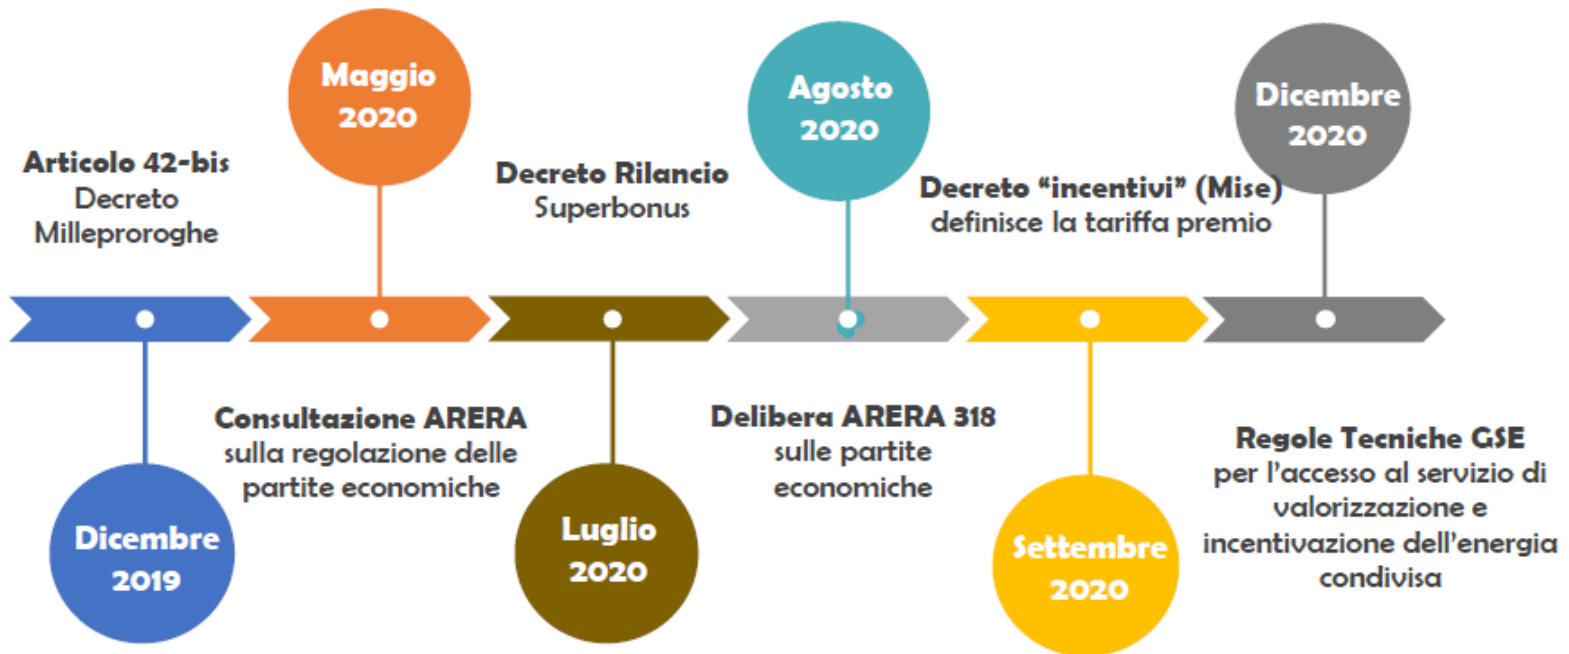 Articolo 42-bis
Decreto
Milleproroghe
Dicembre
2019
Maggio
2020
Consultazione ARERA
sulla regolazione delle
partite economiche
Decreto Rilancio
Superbonus
Luglio
2020
Agosto
2020
Delibera ARERA 318
sulle partite
economiche
Decreto “incentivi” (Mise)
definisce la tariffa premio
Settembre
2020
Dicembre
2020
Regole Tecniche GSE
per l’accesso al servizio di
valorizzazione e
incentivazione dell’energia
condivisa